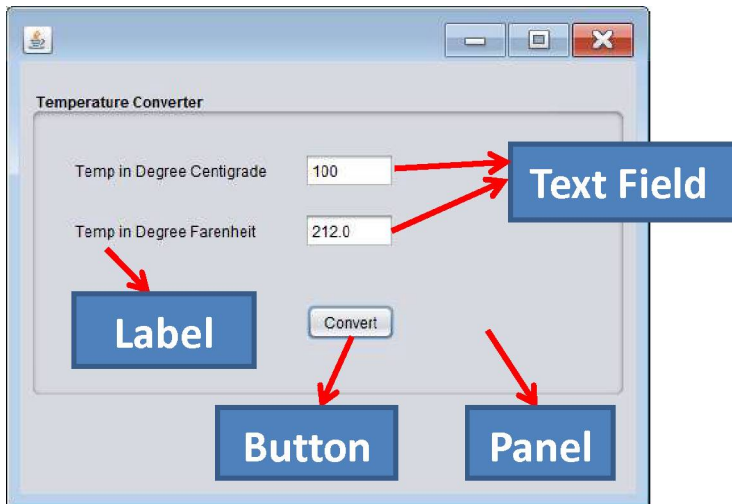 Temperature Converter
Temp in Degree Centigrade 100
Text Field
Temp in Degree Farenheit 212.0
Label
Convert
Button
Panel